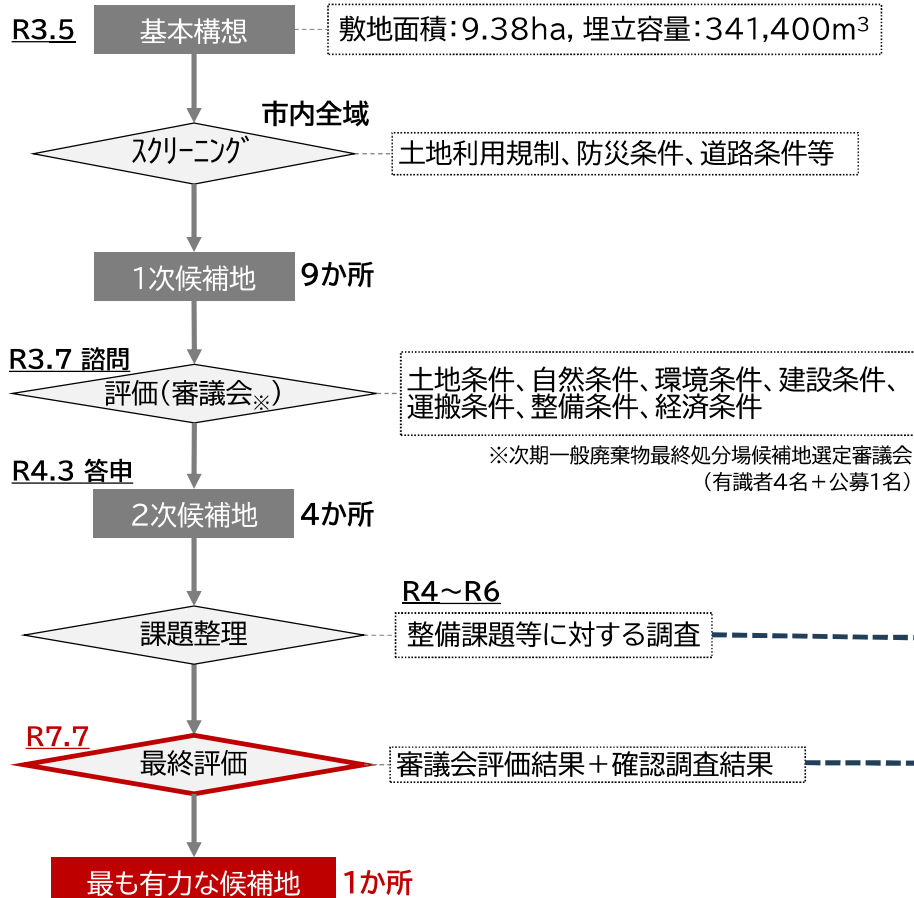 R3.5
基本構想
敷地面積：9.38ha, 埋立容量：341,400m³
市内全域
ｽｸﾘｰﾆﾝｸﾞ
土地利用規制、防災条件、道路条件等
1次候補地
9か所
R3.7 諮問
評価（審議会※）
土地条件、自然条件、環境条件、建設条件、
運搬条件、整備条件、経済条件
※次期一般廃棄物最終処分場候補地選定審議会
（有識者4名＋公募1名）
R4.3 答申
2次候補地
4か所
R4～R6
課題整理
整備課題等に対する調査
R7.7
最終評価
審議会評価結果＋確認調査結果
最も有力な候補地
1か所